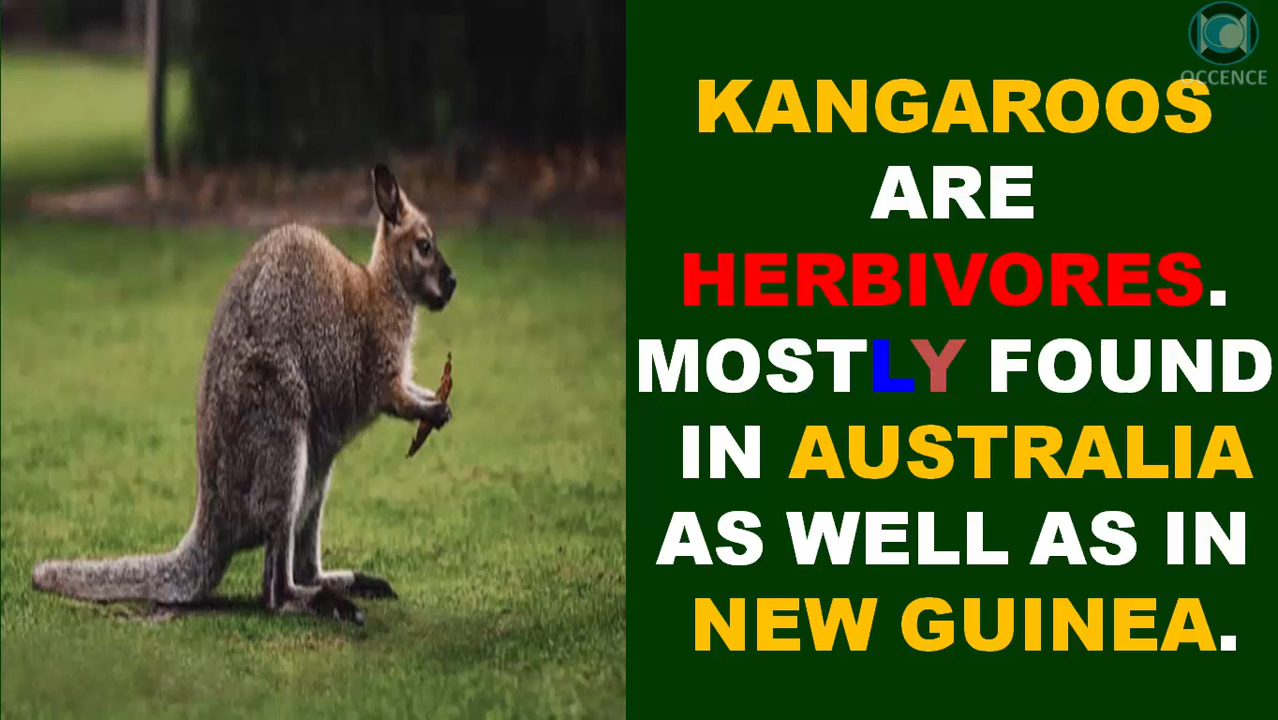 OCCENCE
KANGAROOS
ARE
HERBIVORES.
MOSTLY FOUND
IN AUSTRALIA
AS WELL AS IN
NEW GUINEA.